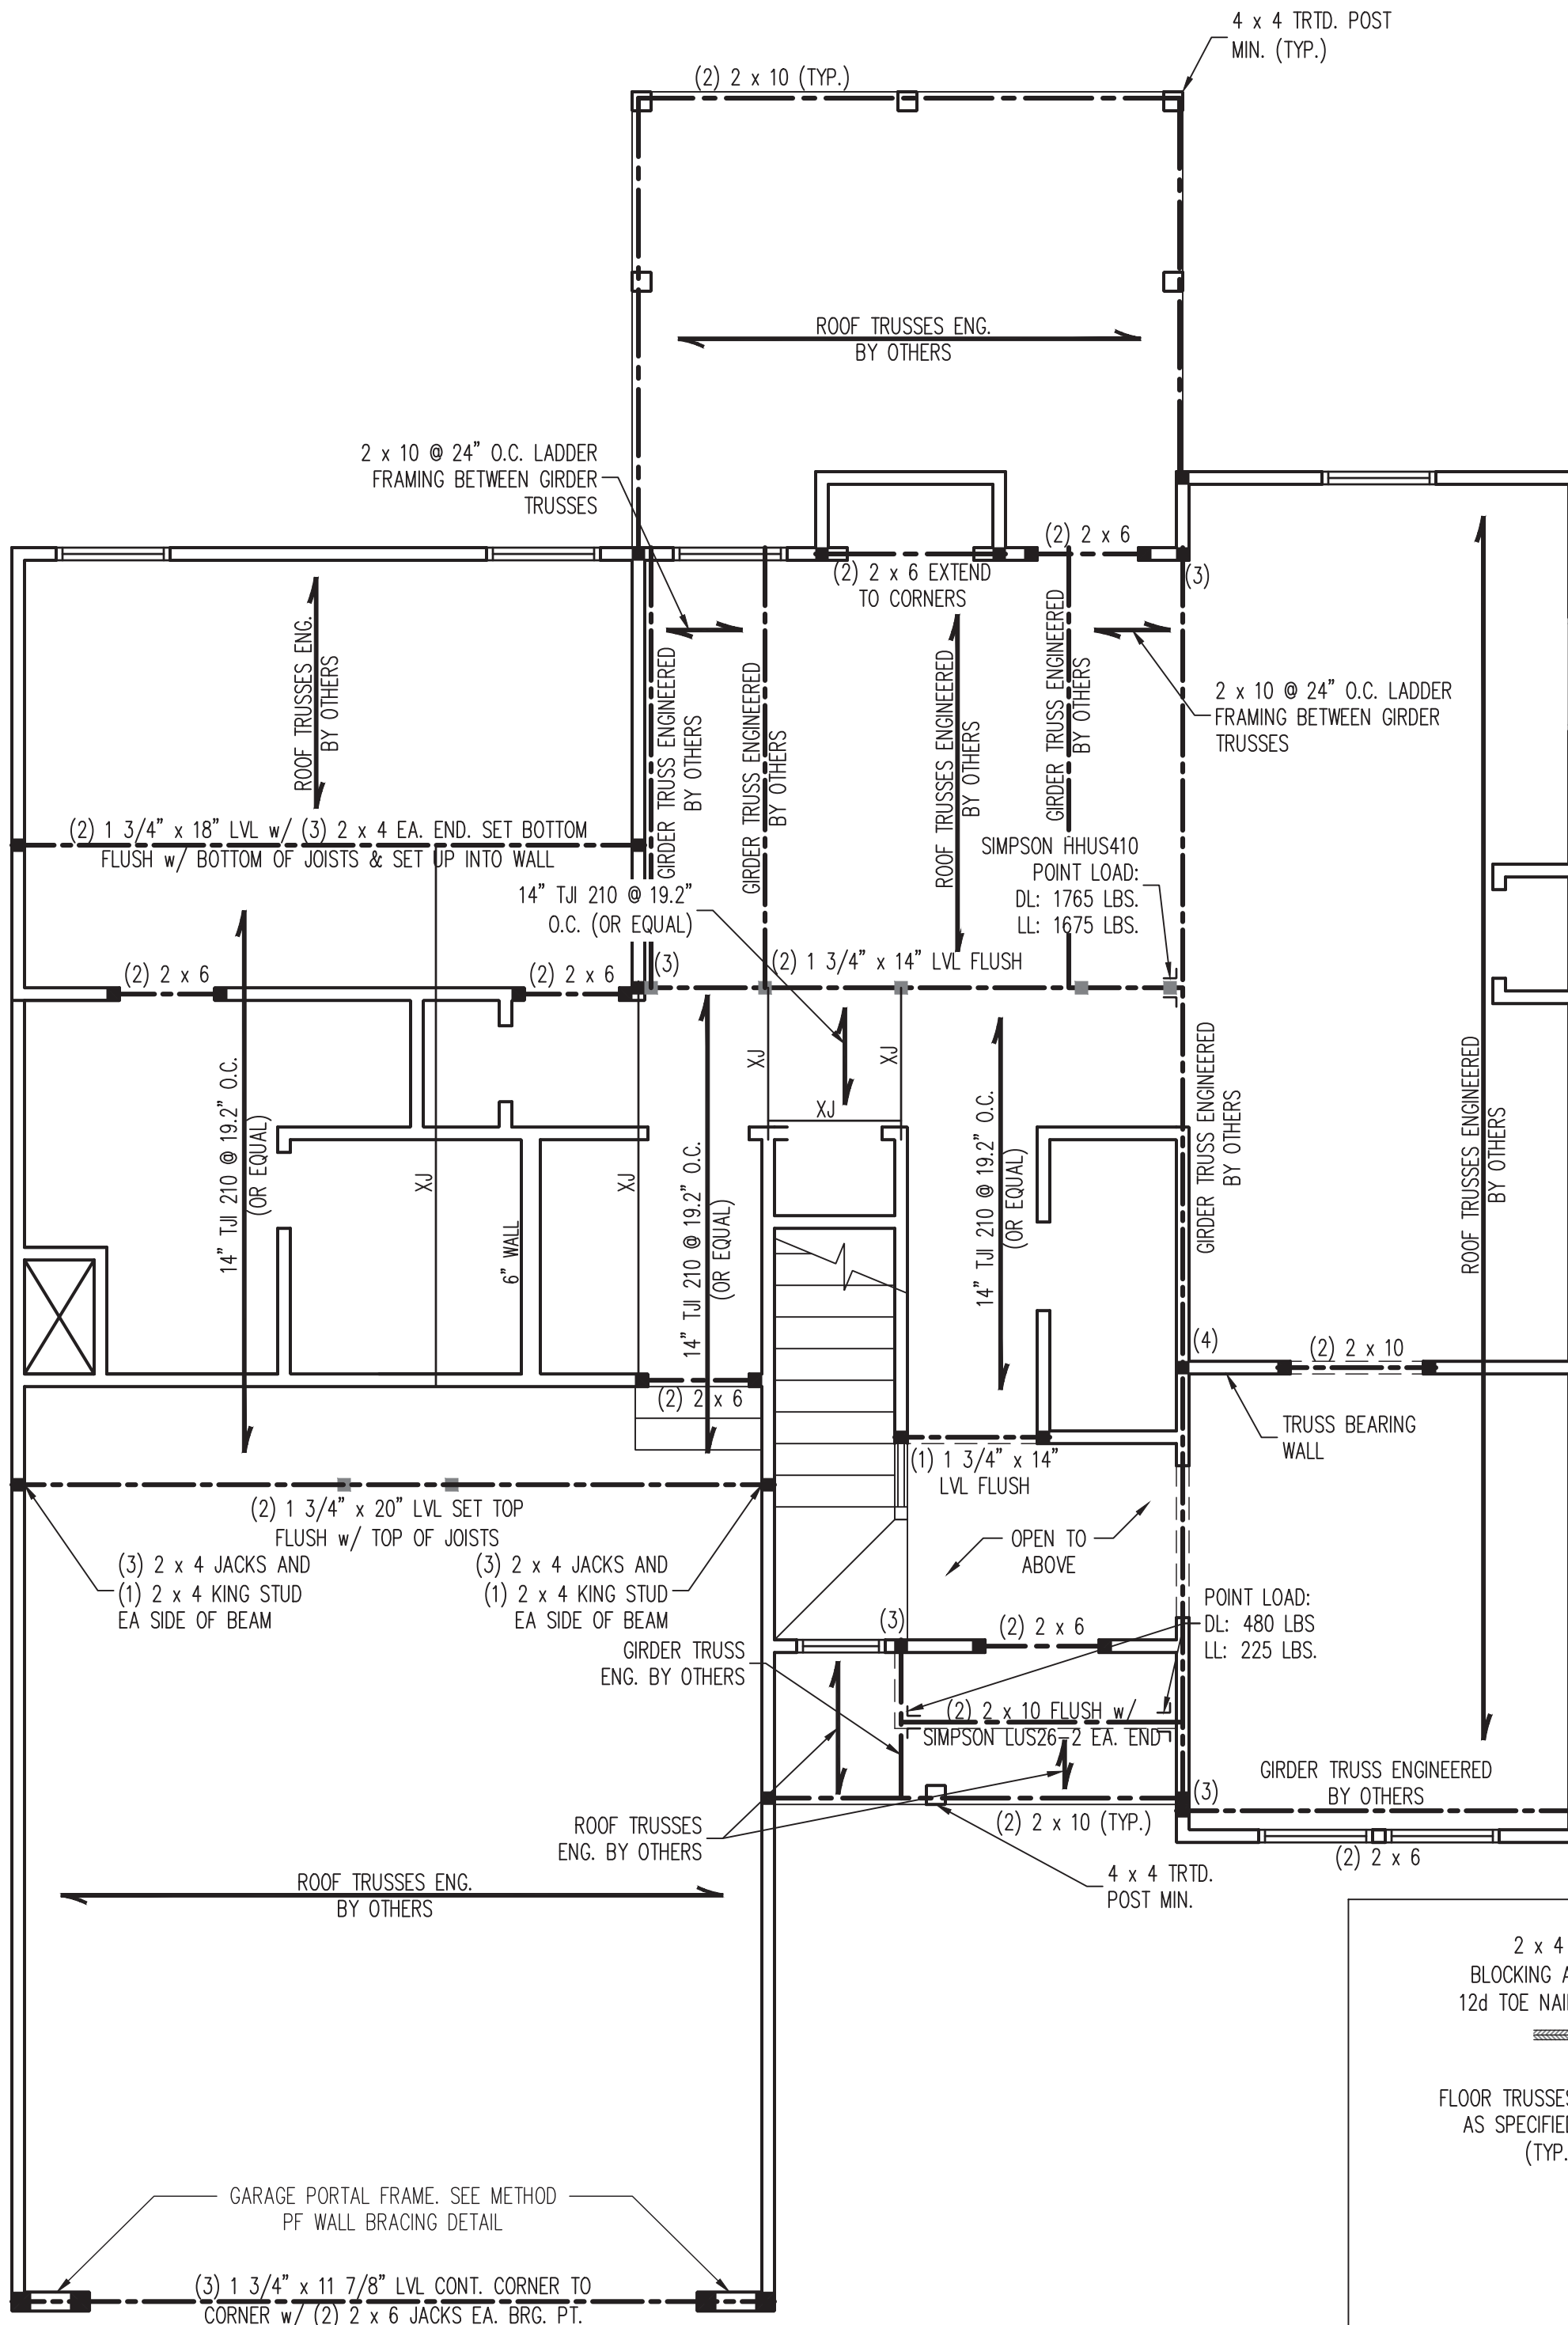 4 x 4 TRTD. POST
MIN. (TYP.)
(2) 2 x 10 (TYP.)
ROOF TRUSSES ENG.
BY OTHERS
2 x 10 @ 24" O.C. LADDER
FRAMING BETWEEN GIRDER
TRUSSES
(2) 2 x 6
(2) 2 x 6 EXTEND
TO CORNERS
(3)
ROOF TRUSSES ENG.
BY OTHERS
GIRDER TRUSS ENGINEERED
BY OTHERS
GIRDER TRUSS ENGINEERED
BY OTHERS
ROOF TRUSSES ENGINEERED
BY OTHERS
GIRDER TRUSS ENGINEERED
BY OTHERS
2 x 10 @ 24" O.C. LADDER
FRAMING BETWEEN GIRDER
TRUSSES
(2) 1 3/4" x 18" LVL w/ (3) 2 x 4 EA. END. SET BOTTOM
FLUSH w/ BOTTOM OF JOISTS & SET UP INTO WALL
SIMPSON HHUS410
POINT LOAD:
DL: 1765 LBS.
LL: 1675 LBS.
14" TJI 210 @ 19.2"
O.C. (OR EQUAL)
(2) 2 x 6
(2) 2 x 6
(3)
(2) 1 3/4" x 14" LVL FLUSH
14" TJI 210 @ 19.2" O.C.
(OR EQUAL)
XJ
XJ
14" TJI 210 @ 19.2" O.C.
(OR EQUAL)
XJ
XJ
XJ
14" TJI 210 @ 19.2" O.C.
(OR EQUAL)
GIRDER TRUSS ENGINEERED
BY OTHERS
ROOF TRUSSES ENGINEERED
BY OTHERS
6" WALL
(4)
(2) 2 x 10
(2) 2 x 6
TRUSS BEARING
WALL
(1) 1 3/4" x 14"
LVL FLUSH
(2) 1 3/4" x 20" LVL SET TOP
FLUSH w/ TOP OF JOISTS
OPEN TO
ABOVE
(3) 2 x 4 JACKS AND
(1) 2 x 4 KING STUD
EA SIDE OF BEAM
(3) 2 x 4 JACKS AND
(1) 2 x 4 KING STUD
EA SIDE OF BEAM
POINT LOAD:
DL: 480 LBS
LL: 225 LBS.
(3)
(2) 2 x 6
GIRDER TRUSS
ENG. BY OTHERS
(2) 2 x 10 FLUSH w/
SIMPSON LUS26-2 EA. END
GIRDER TRUSS ENGINEERED
BY OTHERS
(3)
ROOF TRUSSES
ENG. BY OTHERS
(2) 2 x 10 (TYP.)
(2) 2 x 6
4 x 4 TRTD.
POST MIN.
ROOF TRUSSES ENG.
BY OTHERS
2 x 4
BLOCKING
12d TOE
FLOOR TRUSSES
AS SPECIFIED
(TYP.
GARAGE PORTAL FRAME. SEE METHOD
PF WALL BRACING DETAIL
(3) 1 3/4" x 11 7/8" LVL CONT. CORNER TO
CORNER w/ (2) 2 x 6 JACKS EA. BRG. PT.